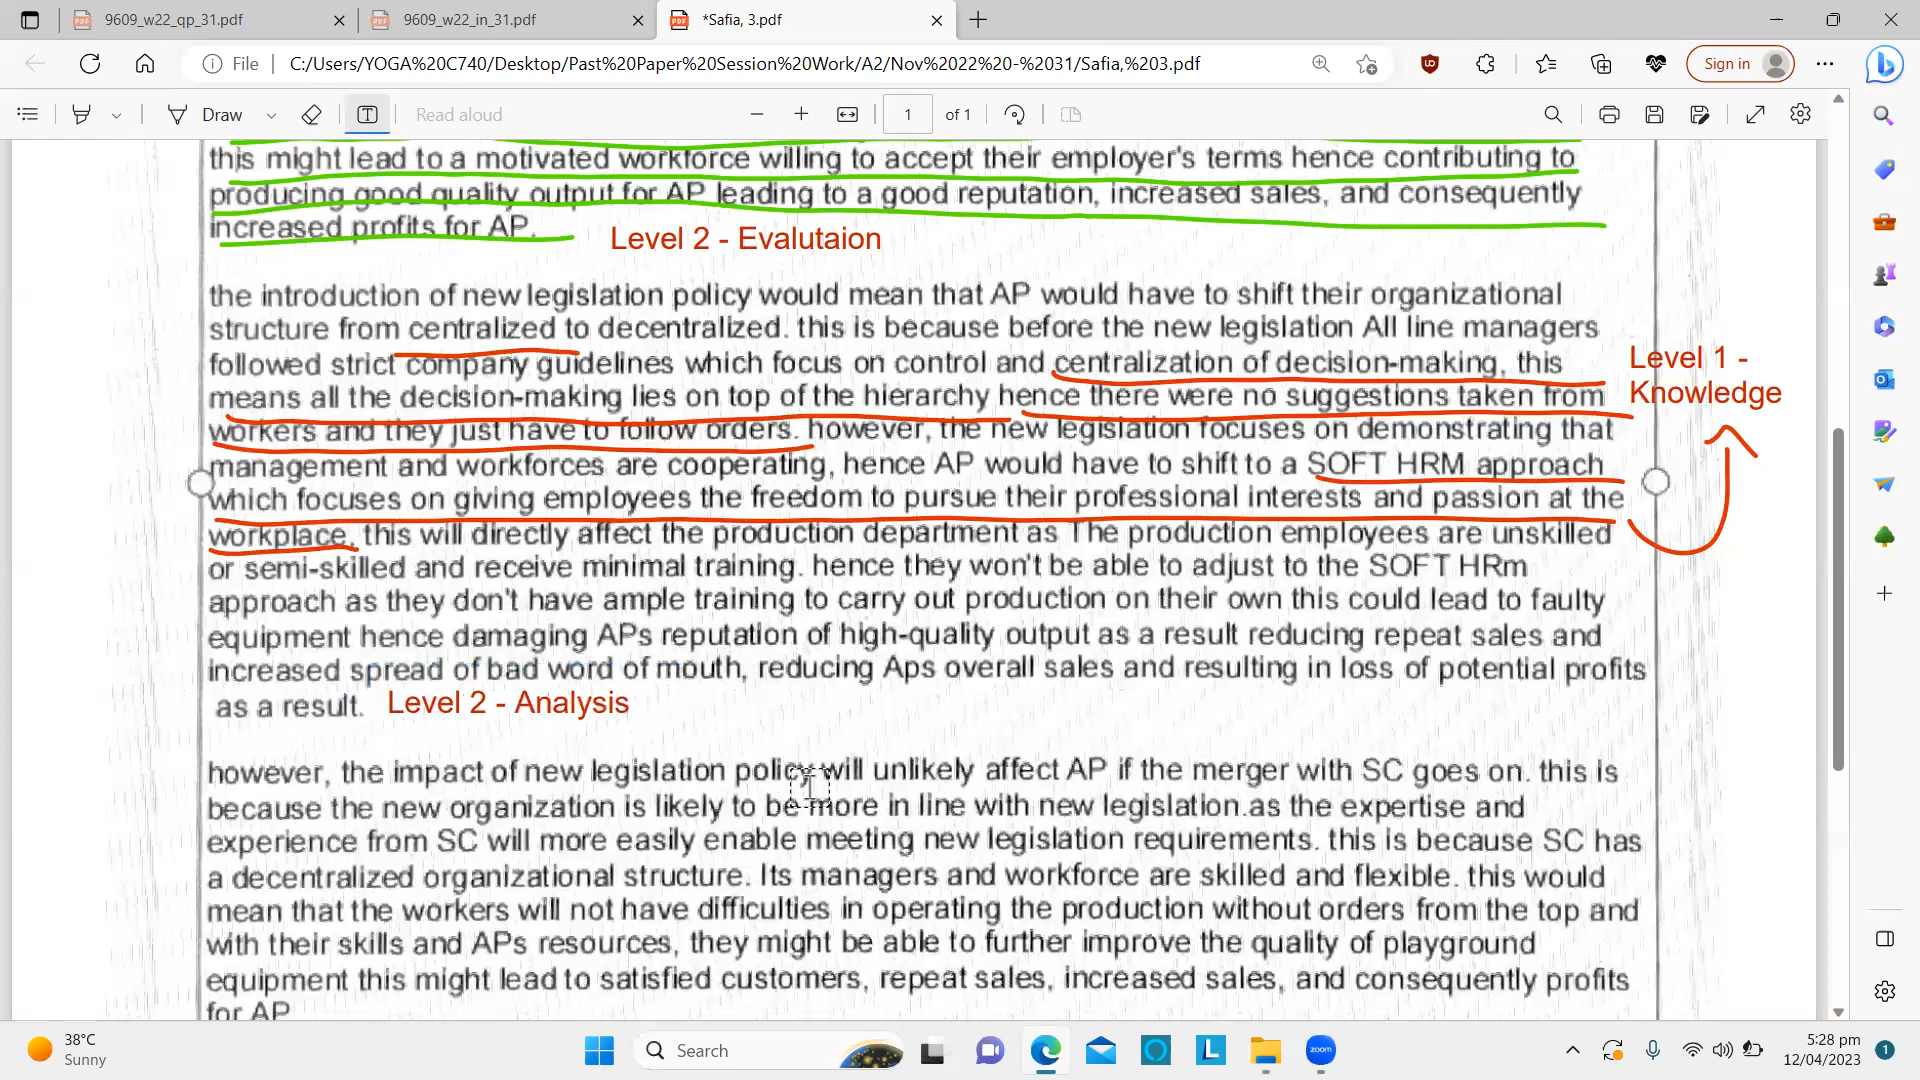 9609_w22_qp_31.pdf
9609_w22_in_31.pdf
*Safia, 3.pdf
File
C:/Users/YOGA%20C740/Desktop/Past%20Paper%20Session%20Work/A2/Nov%2022%20-%2031/Safia,%203.pdf
Sign in
Draw
Read aloud
1
of 1
this might lead to a motivated workforce willing to accept their employer's terms hence contributing to
producing good quality output for AP leading to a good reputation, increased sales, and consequently
increased profits for AP.
Level 2 - Evalutaion
the introduction of new legislation policy would mean that AP would have to shift their organizational
structure from centralized to decentralized. this is because before the new legislation All line managers
followed strict company guidelines which focus on control and centralization of decision-making, this
means all the decision-making lies on top of the hierarchy hence there were no suggestions taken from
workers and they just have to follow orders. however, the new legislation focuses on demonstrating that
management and workforces are cooperating, hence AP would have to shift to a SOFT HRM approach
which focuses on giving employees the freedom to pursue their professional interests and passion at the
workplace. this will directly affect the production department as The production employees are unskilled
or semi-skilled and receive minimal training. hence they won't be able to adjust to the SOFT HRm
approach as they don't have ample training to carry out production on their own this could lead to faulty
equipment hence damaging APs reputation of high-quality output as a result reducing repeat sales and
increased spread of bad word of mouth, reducing Aps overall sales and resulting in loss of potential profits
as a result.
Level 2 - Analysis
Level 1 -
Knowledge
however, the impact of new legislation policy will unlikely affect AP if the merger with SC goes on. this is
because the new organization is likely to be more in line with new legislation.as the expertise and
experience from SC will more easily enable meeting new legislation requirements. this is because SC has
a decentralized organizational structure. Its managers and workforce are skilled and flexible. this would
mean that the workers will not have difficulties in operating the production without orders from the top and
with their skills and APs resources, they might be able to further improve the quality of playground
equipment this might lead to satisfied customers, repeat sales, increased sales, and consequently profits
for AP
38°C
Sunny
Search
zoom
5:28 pm
12/04/2023
1